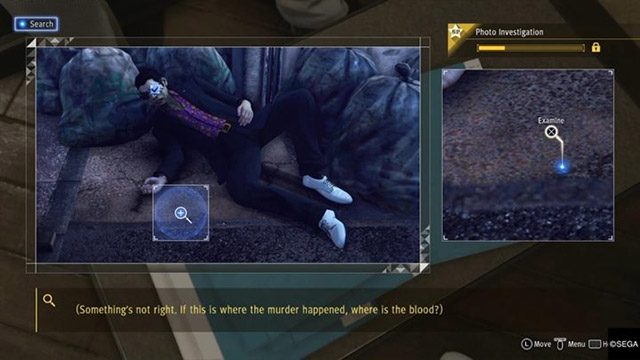 Search
Photo Investigation
Examine
(Something's not right. If this is where the murder happened, where is the blood?)
L Move Menu H ©SEGA